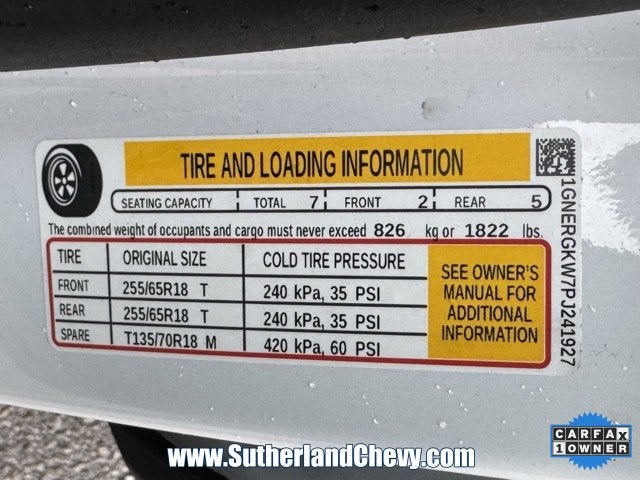 TIRE AND LOADING INFORMATION
SEATING CAPACITY TOTAL 7 FRONT 2 REAR 5
The combined weight of occupants and cargo must never exceed 826 kg or 1822 lbs.
TIRE ORIGINAL SIZE COLD TIRE PRESSURE
FRONT 255/65R18 T 240 kPa, 35 PSI
REAR 255/65R18 T 240 kPa, 35 PSI
SPARE T135/70R18 M 420 kPa, 60 PSI
SEE OWNER'S
MANUAL FOR
ADDITIONAL
INFORMATION
1GNERGKW7PJ241927
www.SutherlandChevy.com
CARFAX
1 OWNER